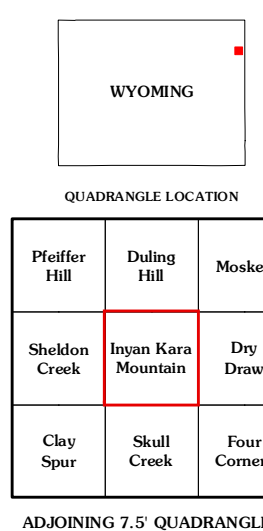 WYOMING
QUADRANGLE LOCATION
Pfeiffer Hill
Duling Hill
Moske
Sheldon Creek
Inyan Kara Mountain
Dry Draw
Clay Spur
Skull Creek
Four Corner
ADJOINING 7.5' QUADRANGL